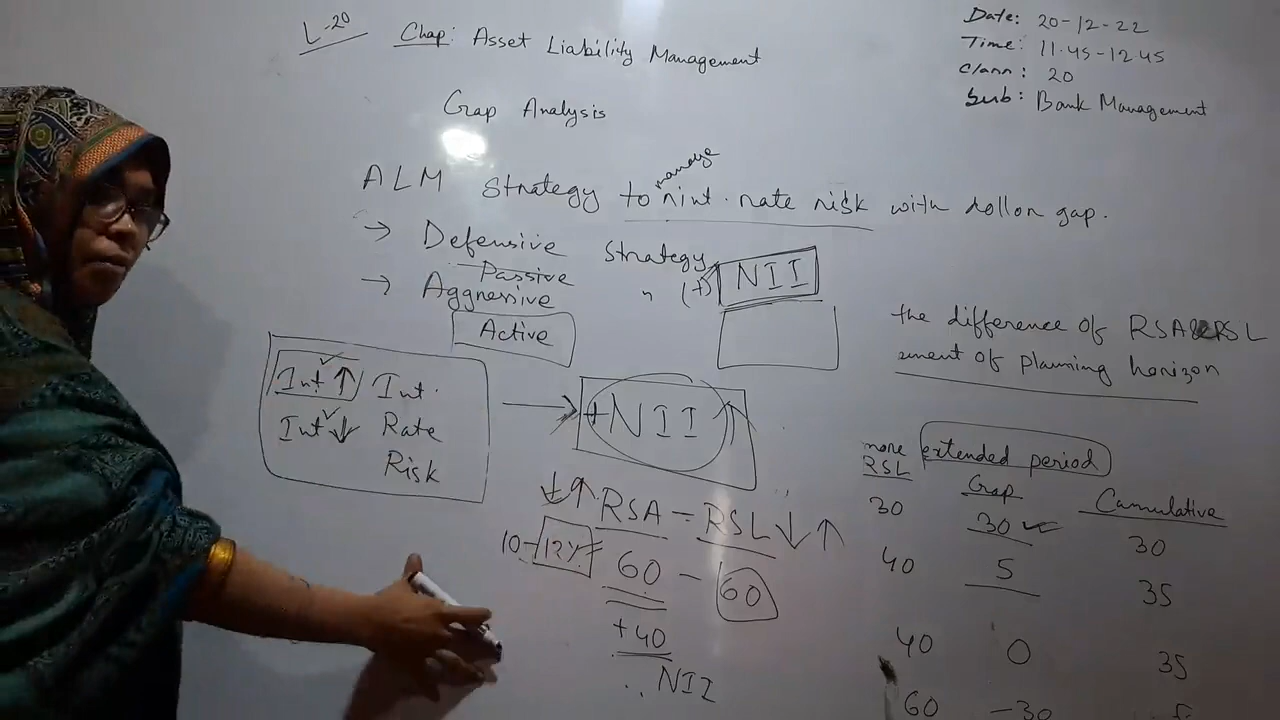 L-20
Chap: Asset Liability Management
Date: 20-12-22
Time: 11.45-12.45
Class: 20
Sub: Bank Management
Gap Analysis
manage
ALM Strategy to int. rate risk with dollar gap.
→ Defensive Strategy
Passive
→ Aggressive " (+) NII
Active
the difference of RSA & RSL
ument of planning horizon
Int ↑ Int.
Int ↓ Rate
Risk
→ +NII ↑
↓↑ RSA - RSL ↓ ↑
10-12%
60 - 60
+40
∴ NII
more RSL
extended period
Gap
Cumulative
30 30 30
40 5 35
40 0 35
60 -30 5